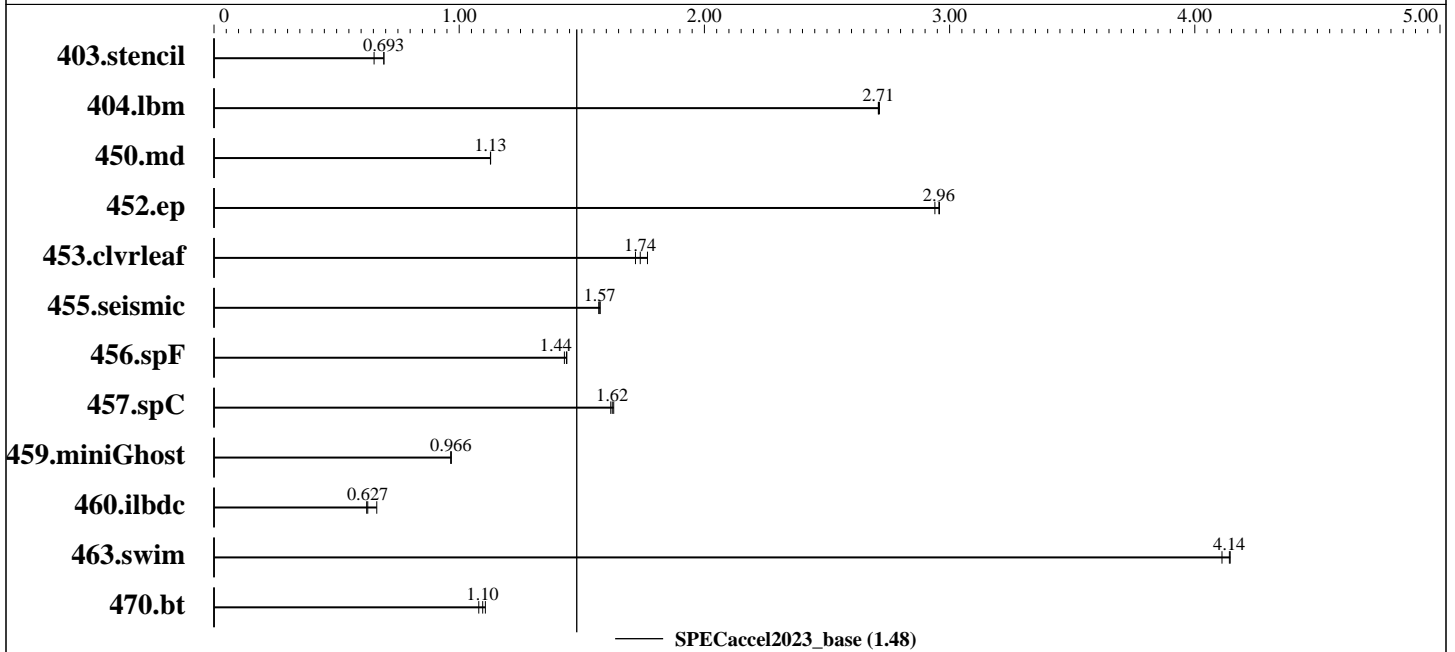 0 1.00 2.00 3.00 4.00 5.00
403.stencil 0.693
404.lbm 2.71
450.md 1.13
452.ep 2.96
453.clvrleaf 1.74
455.seismic 1.57
456.spF 1.44
457.spC 1.62
459.miniGhost 0.966
460.ilbdc 0.627
463.swim 4.14
470.bt 1.10
SPECaccel2023_base (1.48)